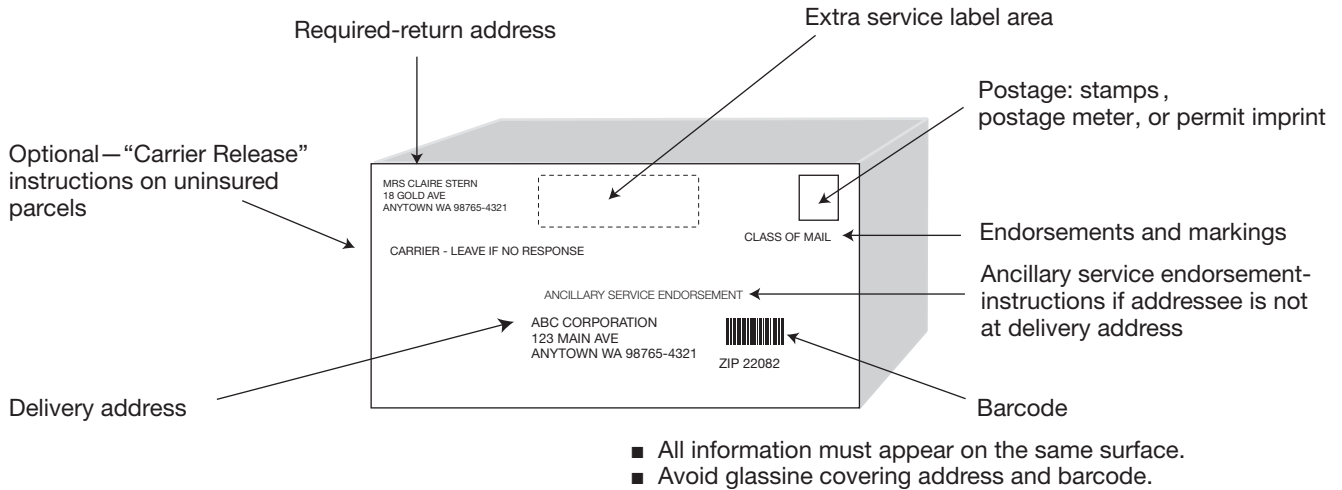 Required-return address
Extra service label area
Postage: stamps,
postage meter, or permit imprint
Optional—“Carrier Release”
instructions on uninsured
parcels
MRS CLAIRE STERN
18 GOLD AVE
ANYTOWN WA 98765-4321
CLASS OF MAIL
Endorsements and markings
CARRIER - LEAVE IF NO RESPONSE
ANCILLARY SERVICE ENDORSEMENT
Ancillary service endorsement-
instructions if addressee is not
at delivery address
ABC CORPORATION
123 MAIN AVE
ANYTOWN WA 98765-4321
ZIP 22082
Delivery address
Barcode
■ All information must appear on the same surface.
■ Avoid glassine covering address and barcode.